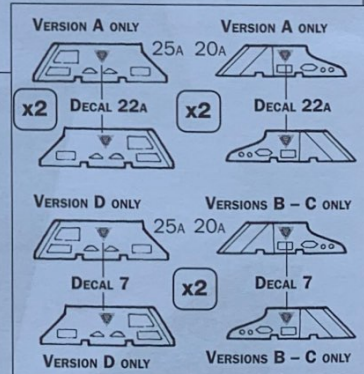 VERSION A ONLY VERSION A ONLY
25A 20A
X2 DECAL 22A X2 DECAL 22A
VERSION D ONLY VERSIONS B – C ONLY
25A 20A
DECAL 7 X2 DECAL 7
VERSION D ONLY VERSIONS B – C ONLY